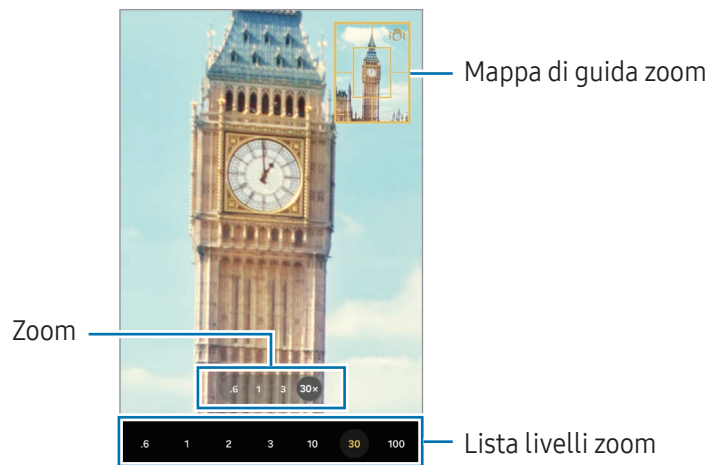 Mappa di guida zoom
Zoom
.6 1 3 30×
.6 1 2 3 10 30 100
Lista livelli zoom